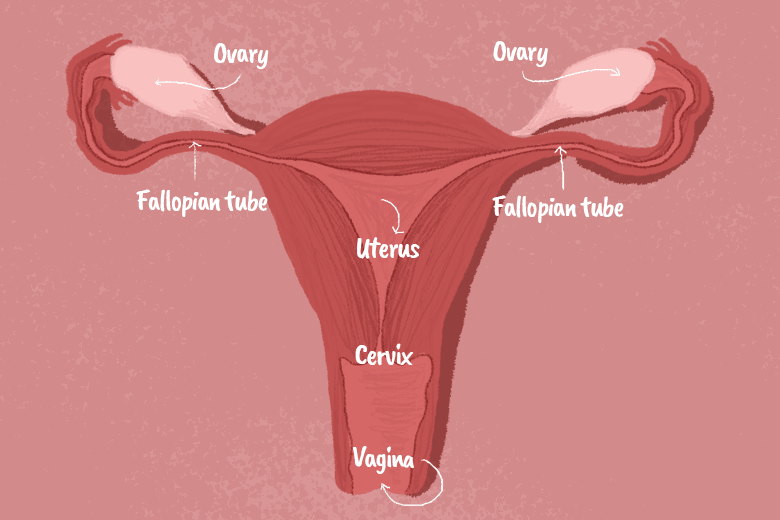 Ovary
Ovary
Fallopian tube
Fallopian tube
Uterus
Cervix
Vagina